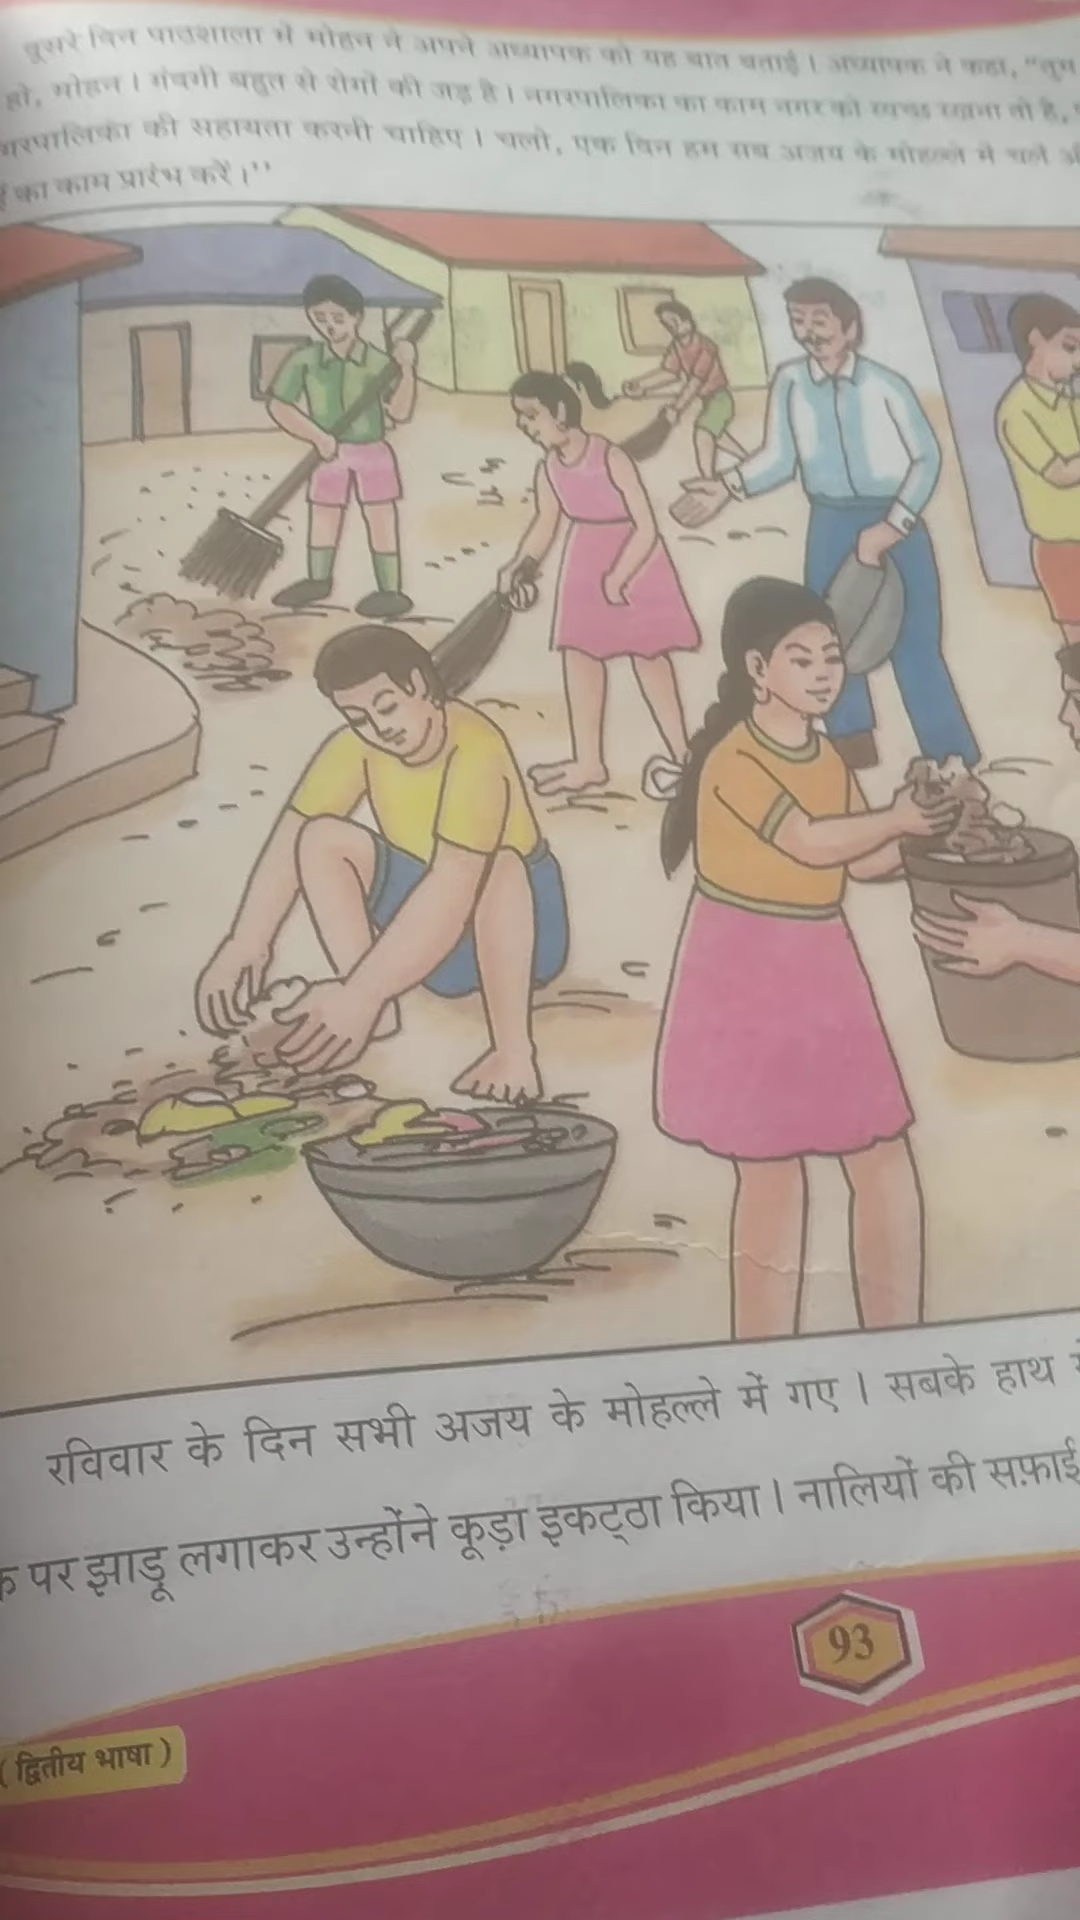 दूसरे दिन पाठशाला में मोहन ने अपने अध्यापक को यह बात बताई । अध्यापक ने कहा, “तुम
हो, मोहन । गंदगी बहुत से रोगों की जड़ है । नगरपालिका का काम नगर को स्वच्छ रखना तो है,
गरपालिका की सहायता करनी चाहिए । चलो, एक दिन हम सब अजय के मोहल्ले में चलें
का काम प्रारंभ करें ।’’
रविवार के दिन सभी अजय के मोहल्ले में गए । सबके हाथ
पर झाड़ू लगाकर उन्होंने कूड़ा इकट्ठा किया । नालियों की सफ़ाई
93
( द्वितीय भाषा )